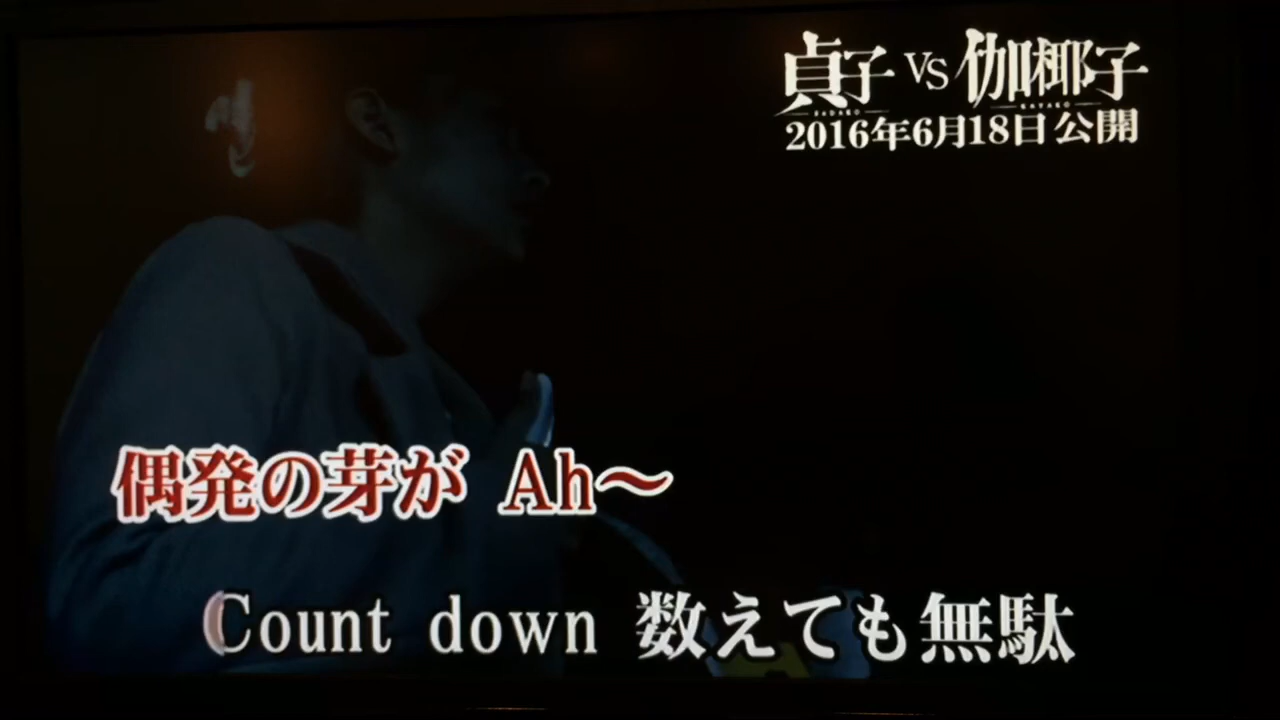 貞子 vs 伽椰子
SADAKO KAYAKO
2016年6月18日公開
偶発の芽が Ah～
Count down 数えても無駄